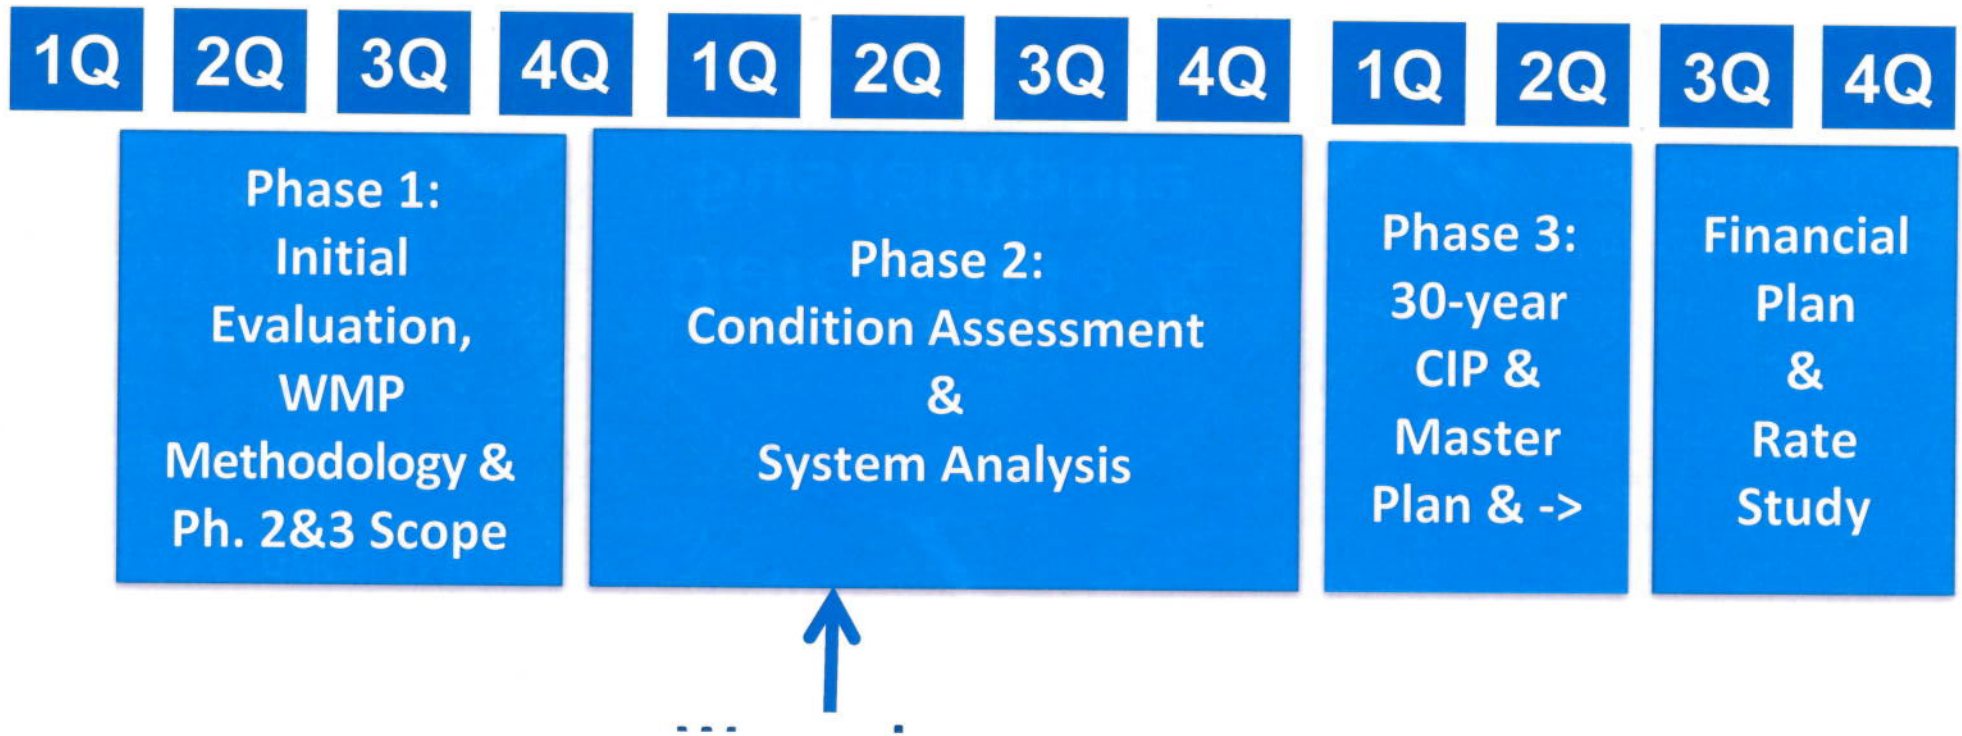 1Q 2Q 3Q 4Q 1Q 2Q 3Q 4Q 1Q 2Q 3Q 4Q
Phase 1:
Initial
Evaluation,
WMP
Methodology &
Ph. 2&3 Scope
Phase 2:
Condition Assessment
&
System Analysis
Phase 3:
30-year
CIP &
Master
Plan & ->
Financial
Plan
&
Rate
Study